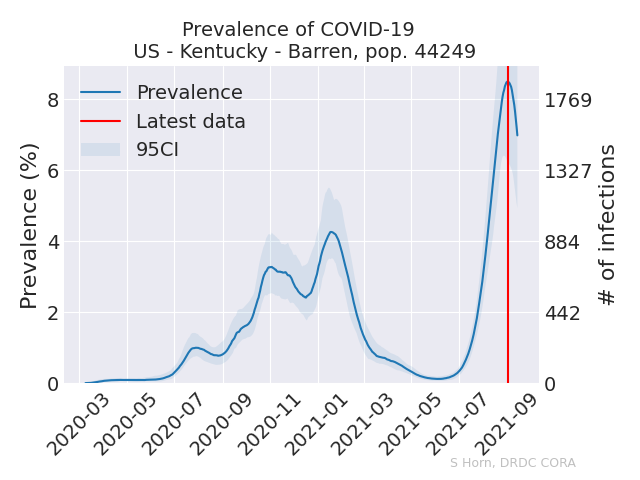 Prevalence of COVID-19
US - Kentucky - Barren, pop. 44249
Prevalence
Latest data
95CI
Prevalence (%)
8
6
4
2
0
1769
1327
884
442
0
# of infections
2020-03
2020-05
2020-07
2020-09
2020-11
2021-01
2021-03
2021-05
2021-07
2021-09
S Horn, DRDC CORA